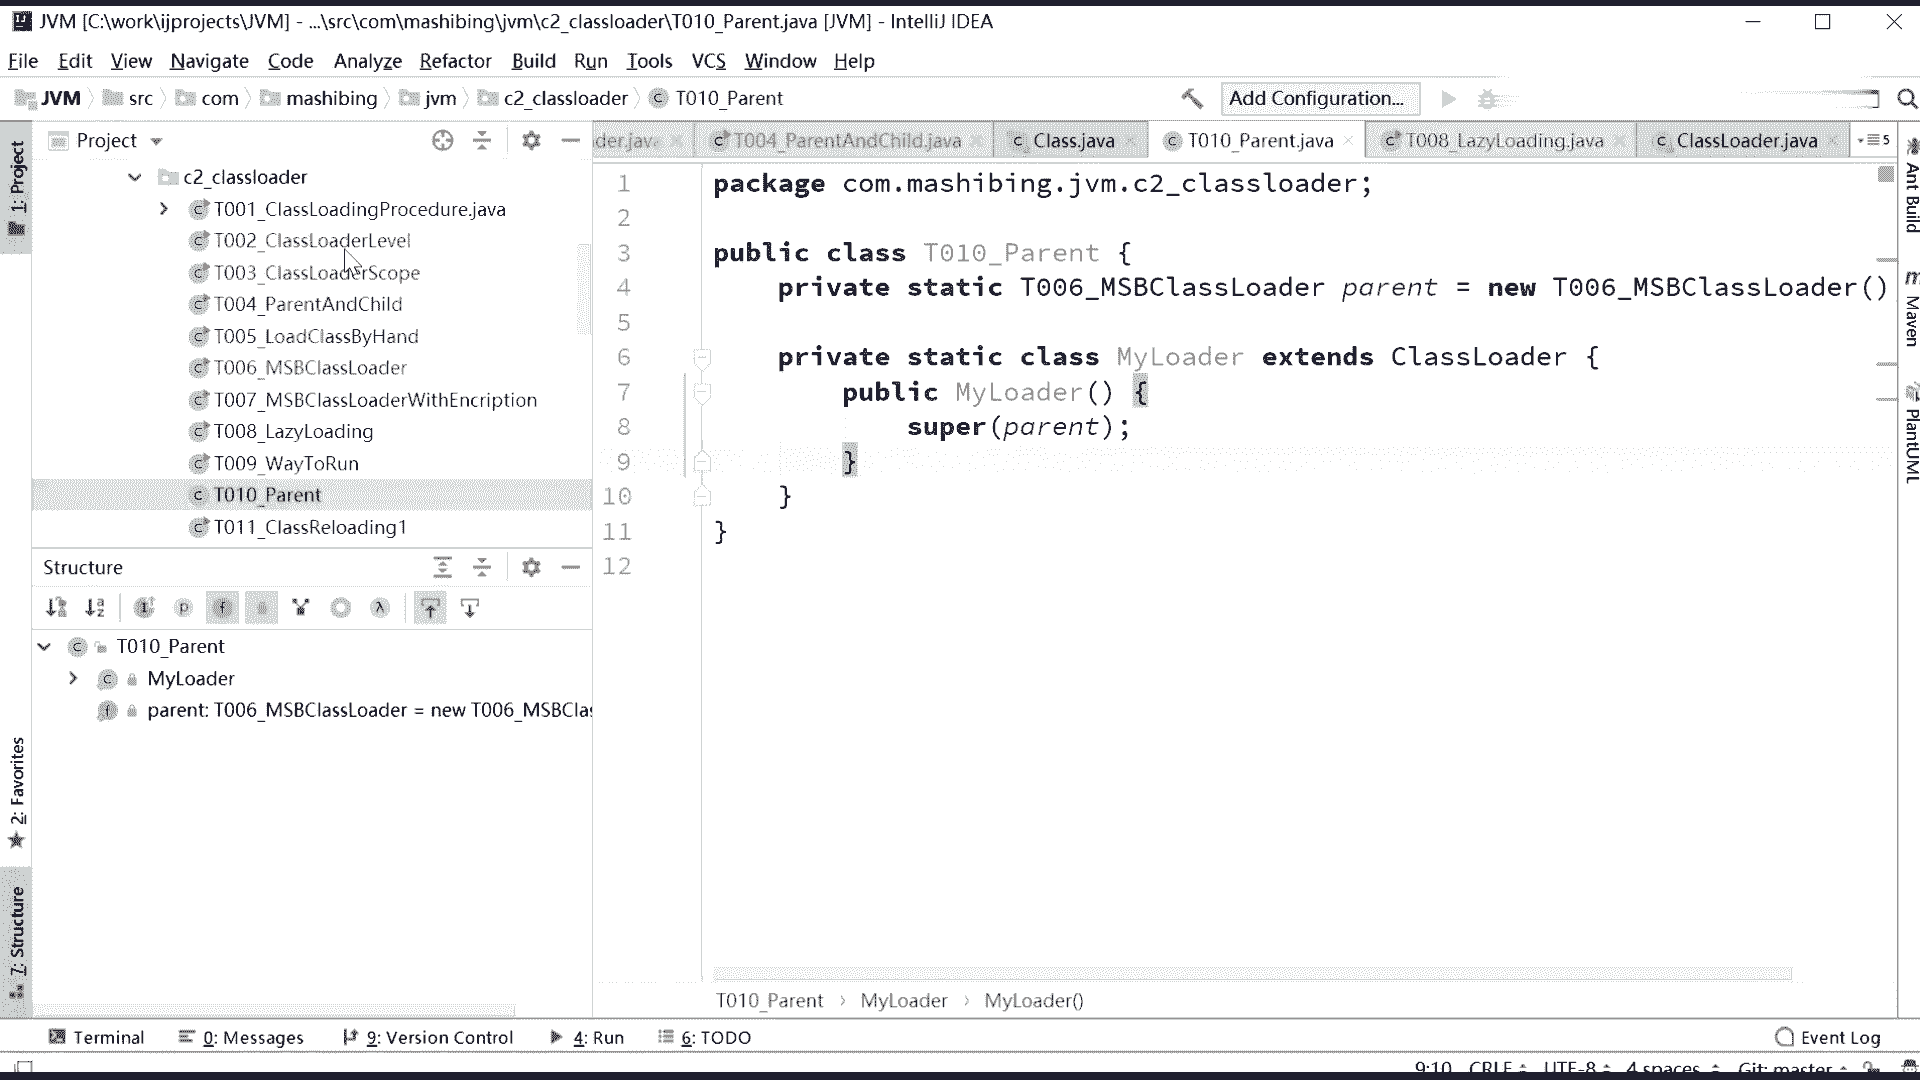 JVM [C:\work\ijprojects\JVM] - ...\src\com\mashibing\jvm\c2_classloader\T010_Parent.java [JVM] - IntelliJ IDEA
File Edit View Navigate Code Analyze Refactor Build Run Tools VCS Window Help
JVM src com mashibing jvm c2_classloader T010_Parent Add Configuration...
1: Project
Project
der.java T004_ParentAndChild.java Class.java T010_Parent.java T008_LazyLoading.java ClassLoader.java 5
c2_classloader
T001_ClassLoadingProcedure.java
T002_ClassLoaderLevel
T003_ClassLoaderScope
T004_ParentAndChild
T005_LoadClassByHand
T006_MSBClassLoader
T007_MSBClassLoaderWithEncription
T008_LazyLoading
T009_WayToRun
T010_Parent
T011_ClassReloading1
Structure
T010_Parent
MyLoader
parent: T006_MSBClassLoader = new T006_MSBClas
2: Favorites
7: Structure
1 package com.mashibing.jvm.c2_classloader;
2
3 public class T010_Parent {
4 private static T006_MSBClassLoader parent = new T006_MSBClassLoader()
5
6 private static class MyLoader extends ClassLoader {
7 public MyLoader() {
8 super(parent);
9 }
10 }
11 }
12
T010_Parent › MyLoader › MyLoader()
Ant Build
Maven
PlantUML
Terminal 0: Messages 9: Version Control 4: Run 6: TODO Event Log
9:10 CRLF UTF-8 4 spaces Git: master